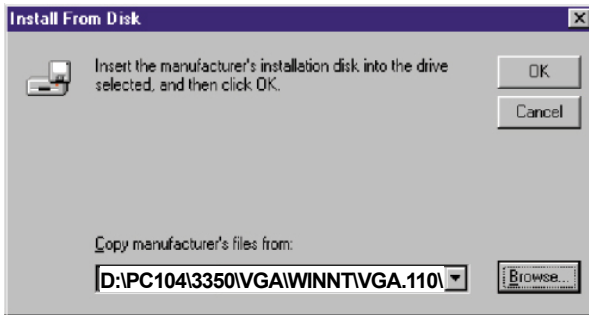 Install From Disk
Insert the manufacturer's installation disk into the drive
selected, and then click OK.
OK
Cancel
Copy manufacturer's files from:
D:\PC104\3350\VGA\WINNT\VGA.110\
Browse...